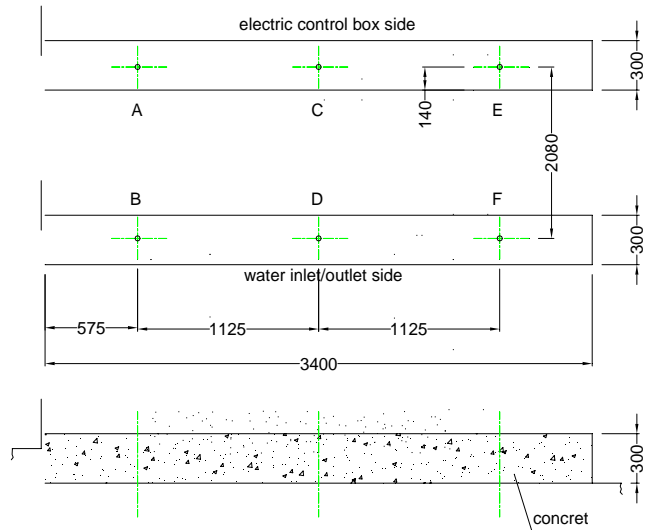 electric control box side
300
A
C
E
140
2080
B
D
F
300
water inlet/outlet side
575
1125
1125
3400
300
concret